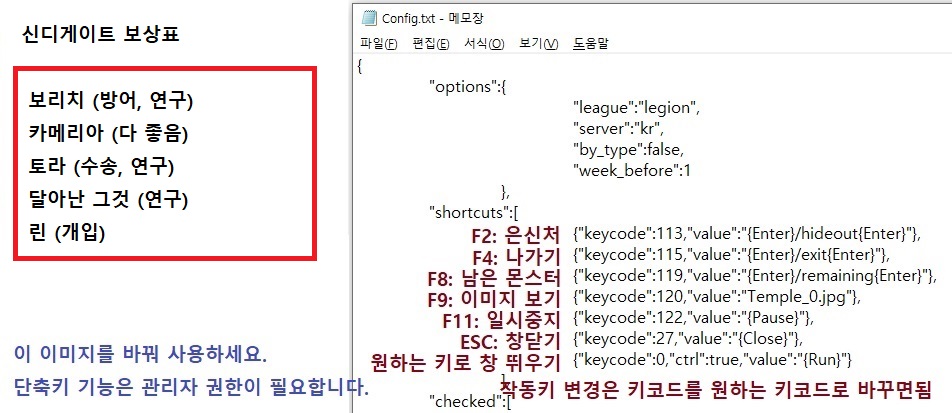 신디게이트 보상표
보리치 (방어, 연구)
카메리아 (다 좋음)
토라 (수송, 연구)
달아난 그것 (연구)
린 (개입)
이 이미지를 바꿔 사용하세요.
단축키 기능은 관리자 권한이 필요합니다.
Config.txt - 메모장
파일(F) 편집(E) 서식(O) 보기(V) 도움말
{
"options":{
"league":"legion",
"server":"kr",
"by_type":false,
"week_before":1
},
"shortcuts":[
F2: 은신처 {"keycode":113,"value":"{Enter}/hideout{Enter}"},
F4: 나가기 {"keycode":115,"value":"{Enter}/exit{Enter}"},
F8: 남은 몬스터 {"keycode":119,"value":"{Enter}/remaining{Enter}"},
F9: 이미지 보기 {"keycode":120,"value":"Temple_0.jpg"},
F11: 일시중지 {"keycode":122,"value":"{Pause}"},
ESC: 창닫기 {"keycode":27,"value":"{Close}"},
원하는 키로 창 띄우기 {"keycode":0,"ctrl":true,"value":"{Run}"}
],
작동키 변경은 키코드를 원하는 키코드로 바꾸면됨
"checked":[